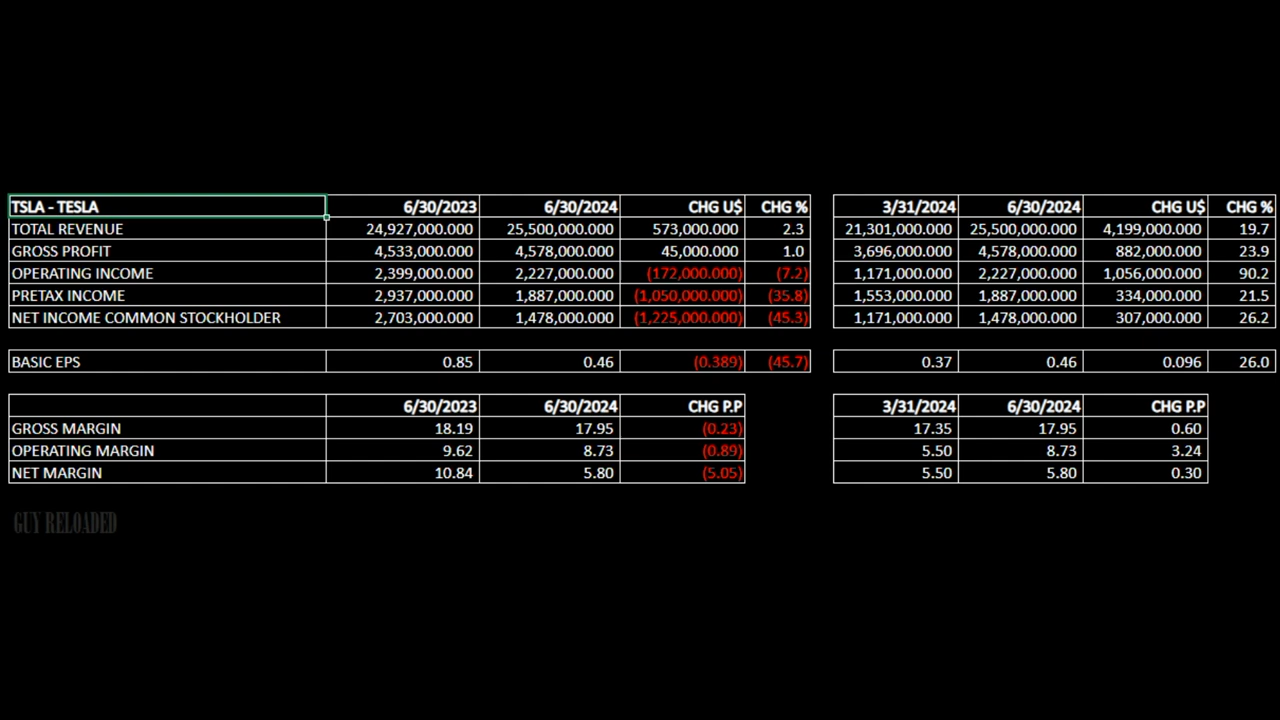 TSLA - TESLA 6/30/2023 6/30/2024 CHG U$ CHG % 3/31/2024 6/30/2024 CHG U$ CHG %
TOTAL REVENUE 24,927,000.000 25,500,000.000 573,000.000 2.3 21,301,000.000 25,500,000.000 4,199,000.000 19.7
GROSS PROFIT 4,533,000.000 4,578,000.000 45,000.000 1.0 3,696,000.000 4,578,000.000 882,000.000 23.9
OPERATING INCOME 2,399,000.000 2,227,000.000 (172,000.000) (7.2) 1,171,000.000 2,227,000.000 1,056,000.000 90.2
PRETAX INCOME 2,937,000.000 1,887,000.000 (1,050,000.000) (35.8) 1,553,000.000 1,887,000.000 334,000.000 21.5
NET INCOME COMMON STOCKHOLDER 2,703,000.000 1,478,000.000 (1,225,000.000) (45.3) 1,171,000.000 1,478,000.000 307,000.000 26.2
BASIC EPS 0.85 0.46 (0.389) (45.7) 0.37 0.46 0.096 26.0
6/30/2023 6/30/2024 CHG P.P 3/31/2024 6/30/2024 CHG P.P
GROSS MARGIN 18.19 17.95 (0.23) 17.35 17.95 0.60
OPERATING MARGIN 9.62 8.73 (0.89) 5.50 8.73 3.24
NET MARGIN 10.84 5.80 (5.05) 5.50 5.80 0.30
GUY RELOADED